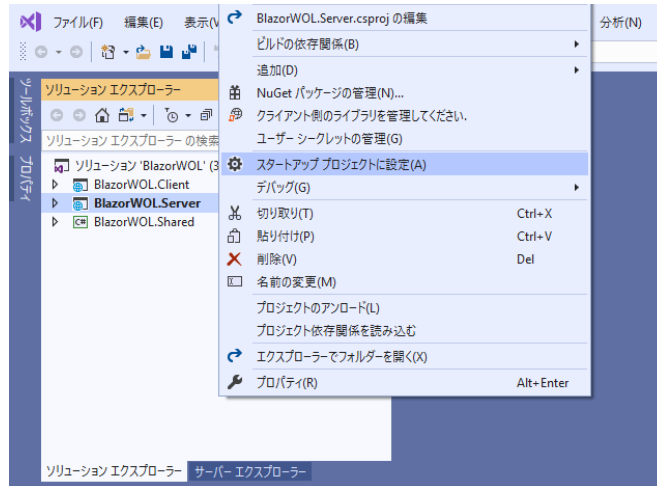 ファイル(F) 編集(E) 表示(V
分析(N)
ツールボックス
プロパティ
ソリューション エクスプローラー
ソリューション エクスプローラー の検索
ソリューション 'BlazorWOL' (3
BlazorWOL.Client
BlazorWOL.Server
BlazorWOL.Shared
ソリューション エクスプローラー サーバー エクスプローラー
BlazorWOL.Server.csproj の編集
ビルドの依存関係(B)
追加(D)
NuGet パッケージの管理(N)...
クライアント側のライブラリを管理してください.
ユーザー シークレットの管理(G)
スタートアップ プロジェクトに設定(A)
デバッグ(G)
切り取り(T) Ctrl+X
貼り付け(P) Ctrl+V
削除(V) Del
名前の変更(M)
プロジェクトのアンロード(L)
プロジェクト依存関係を読み込む
エクスプローラーでフォルダーを開く(X)
プロパティ(R) Alt+Enter